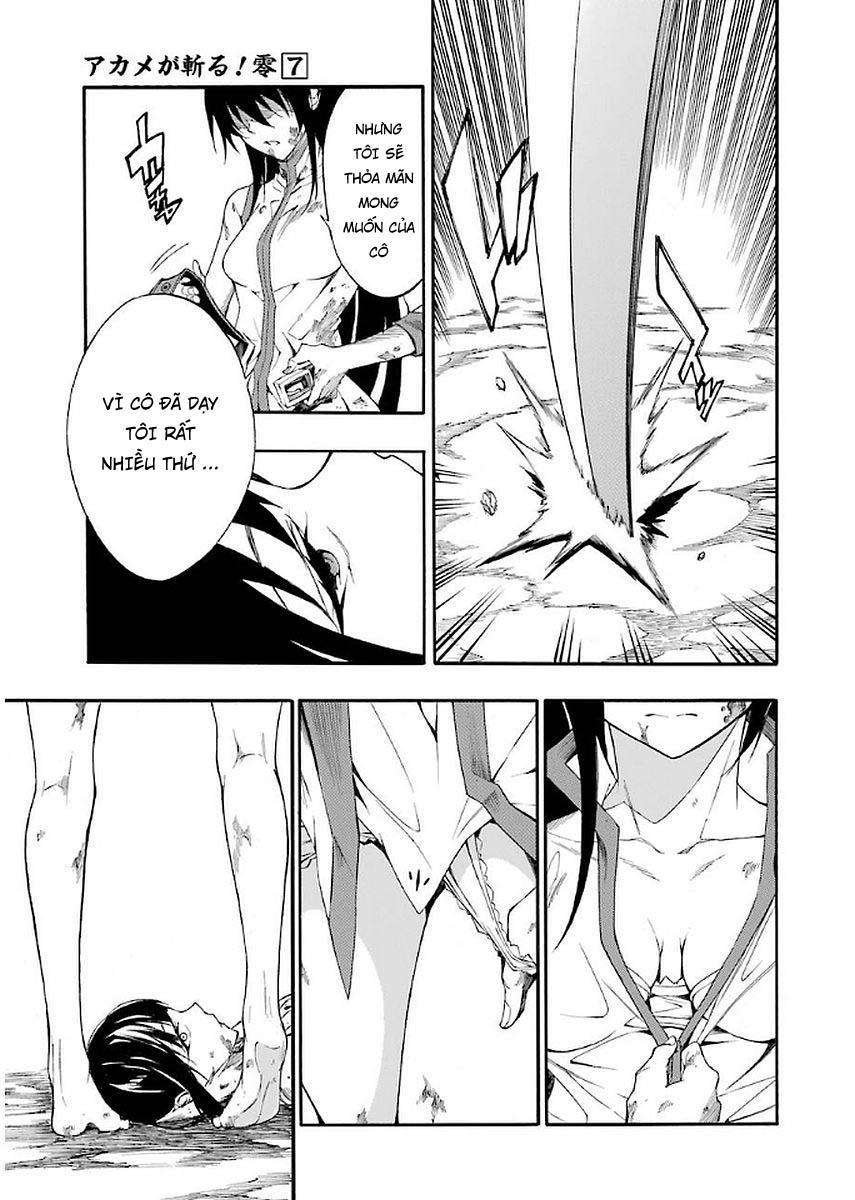 アカメが斬る!零7
NHƯNG
TÔI SẼ
THỎA MÃN
MONG
MUỐN CỦA
CÔ
VÌ CÔ ĐÃ DẠY
TÔI RẤT
NHIỀU THỨ ...